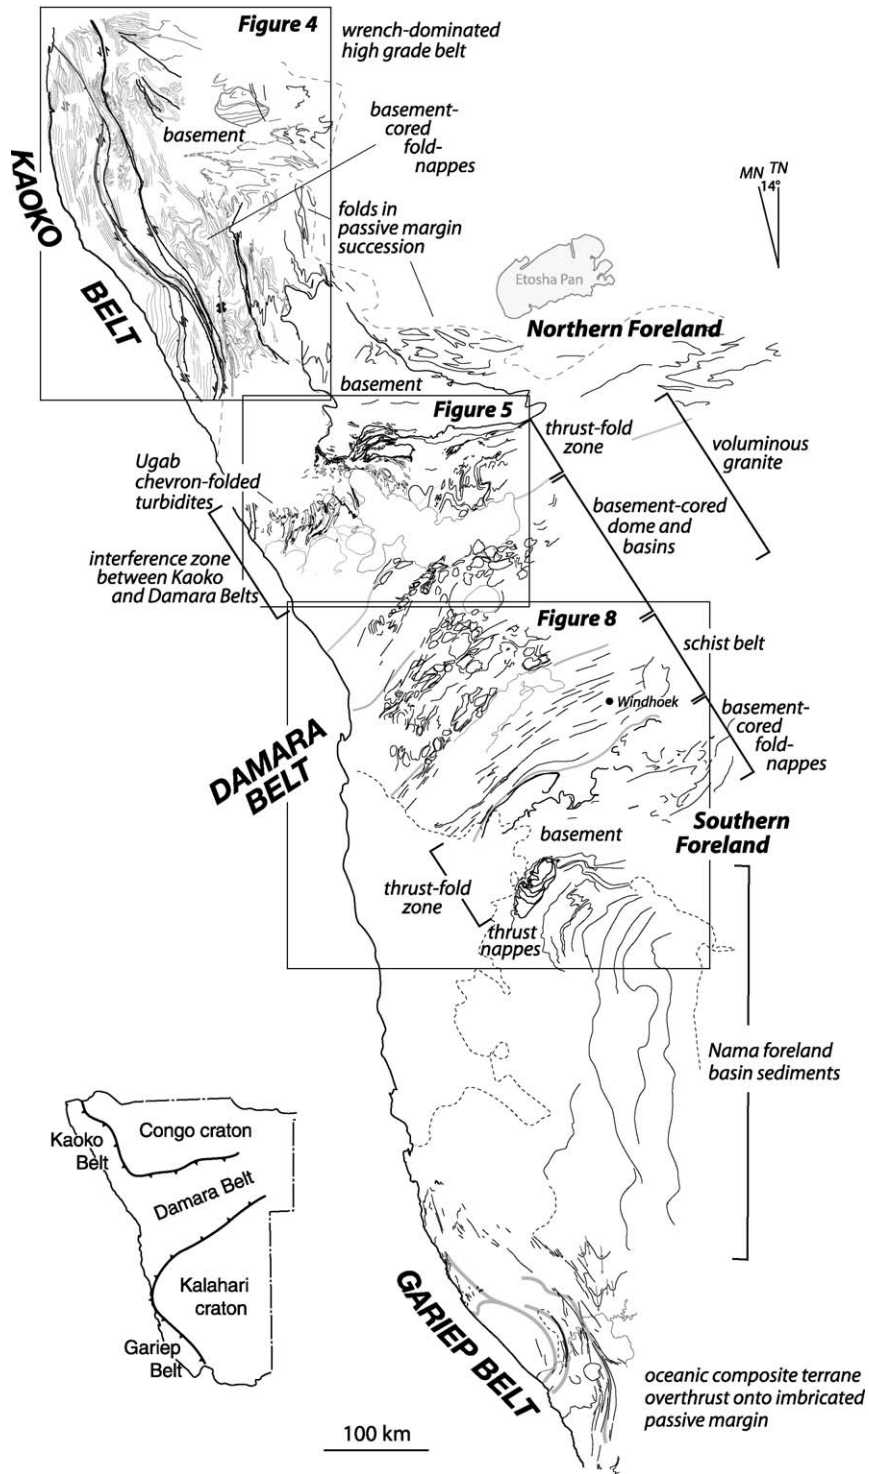 Figure 4
wrench-dominated
high grade belt
basement
basement-
cored
fold-
nappes
KAOKO
BELT
folds in
passive margin
succession
MN TN
14°
Etosha Pan
Northern Foreland
basement
Figure 5
thrust-fold
zone
voluminous
granite
Ugab
chevron-folded
turbidites
basement-cored
dome and
basins
interference zone
between Kaoko
and Damara Belts
Figure 8
schist belt
Windhoek
basement-
cored
fold-
nappes
DAMARA
BELT
Southern
Foreland
basement
thrust-fold
zone
thrust
nappes
Nama foreland
basin sediments
Kaoko
Belt
Congo craton
Damara Belt
Kalahari
craton
Gariep
Belt
GARIEP BELT
oceanic composite terrane
overthrust onto imbricated
passive margin
100 km